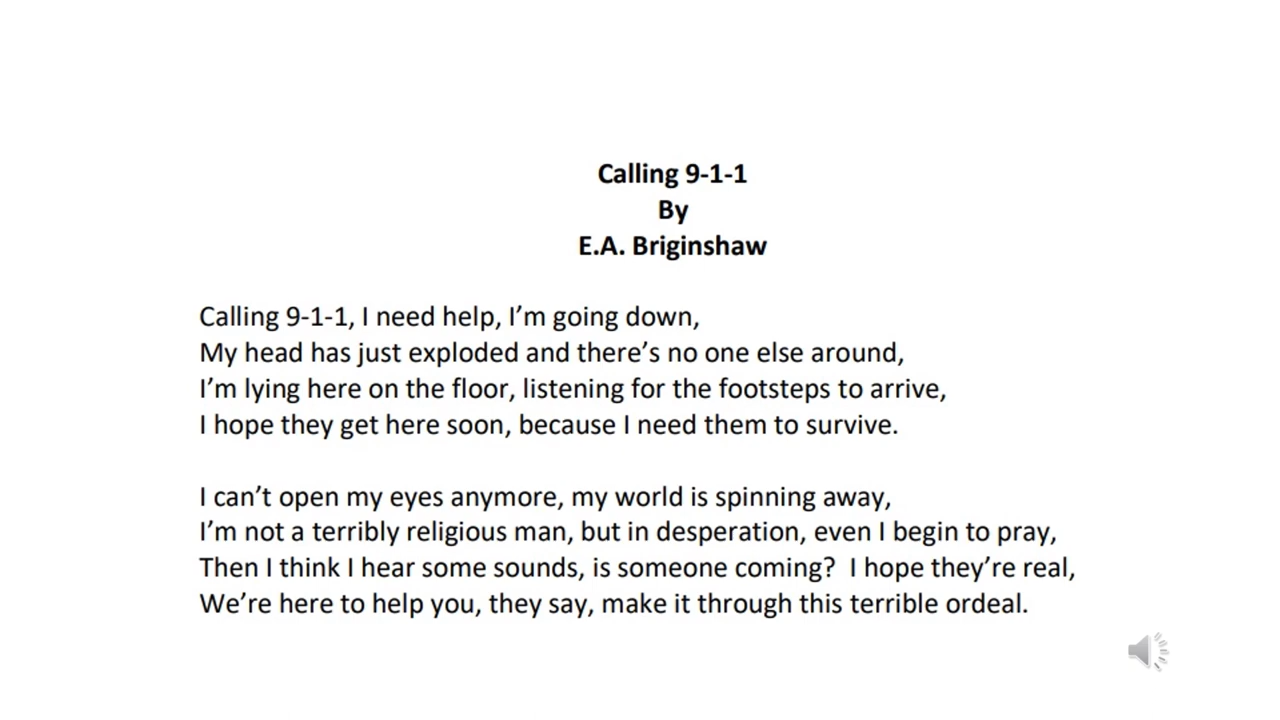 Calling 9-1-1
By
E.A. Briginshaw
Calling 9-1-1, I need help, I’m going down,
My head has just exploded and there’s no one else around,
I’m lying here on the floor, listening for the footsteps to arrive,
I hope they get here soon, because I need them to survive.
I can’t open my eyes anymore, my world is spinning away,
I’m not a terribly religious man, but in desperation, even I begin to pray,
Then I think I hear some sounds, is someone coming?  I hope they’re real,
We’re here to help you, they say, make it through this terrible ordeal.